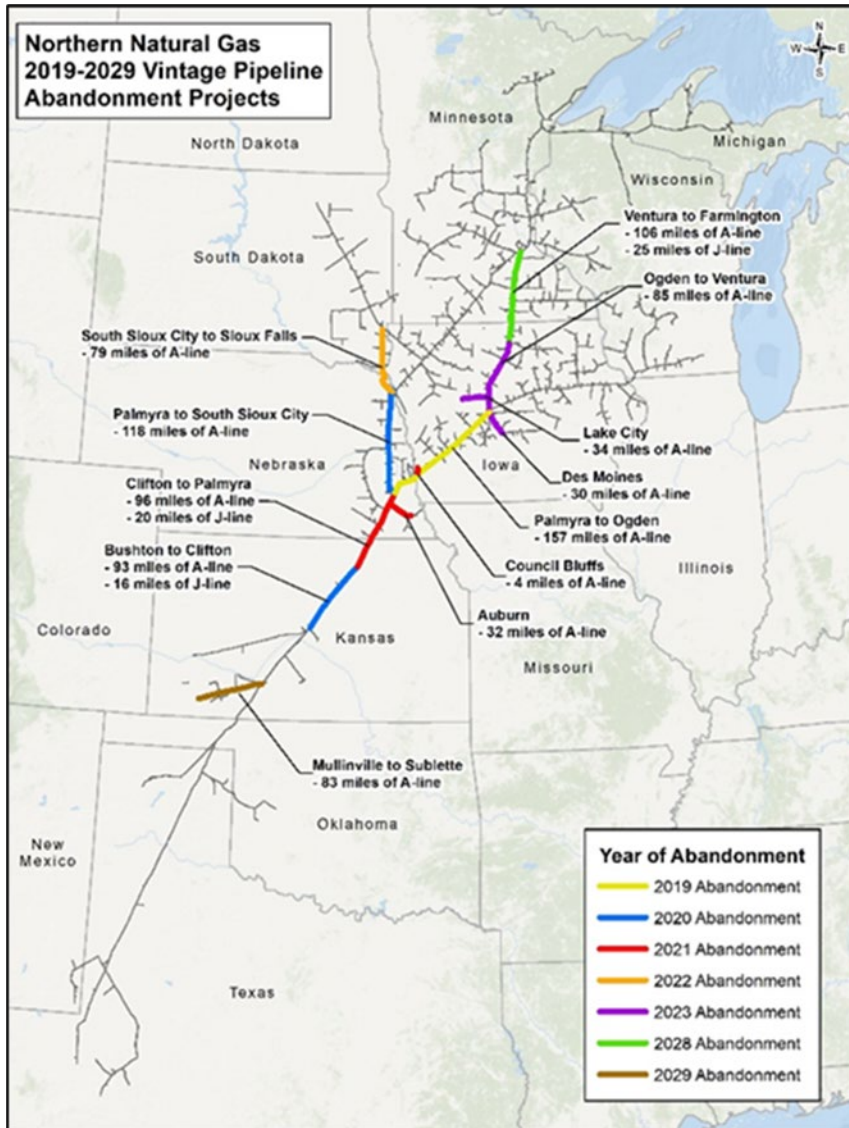 Northern Natural Gas
2019-2029 Vintage Pipeline
Abandonment Projects
N
W
E
S
Minnesota
North Dakota
Michigan
Wisconsin
South Dakota
Ventura to Farmington
- 106 miles of A-line
- 25 miles of J-line
Ogden to Ventura
- 85 miles of A-line
South Sioux City to Sioux Falls
- 79 miles of A-line
Palmyra to South Sioux City
- 118 miles of A-line
Lake City
- 34 miles of A-line
Nebraska
Iowa
Des Moines
- 30 miles of A-line
Clifton to Palmyra
- 96 miles of A-line
- 20 miles of J-line
Palmyra to Ogden
- 157 miles of A-line
Bushton to Clifton
- 93 miles of A-line
- 16 miles of J-line
Council Bluffs
- 4 miles of A-line
Illinois
Auburn
- 32 miles of A-line
Colorado
Kansas
Missouri
Mullinville to Sublette
- 83 miles of A-line
Oklahoma
New
Mexico
Texas
Year of Abandonment
2019 Abandonment
2020 Abandonment
2021 Abandonment
2022 Abandonment
2023 Abandonment
2028 Abandonment
2029 Abandonment